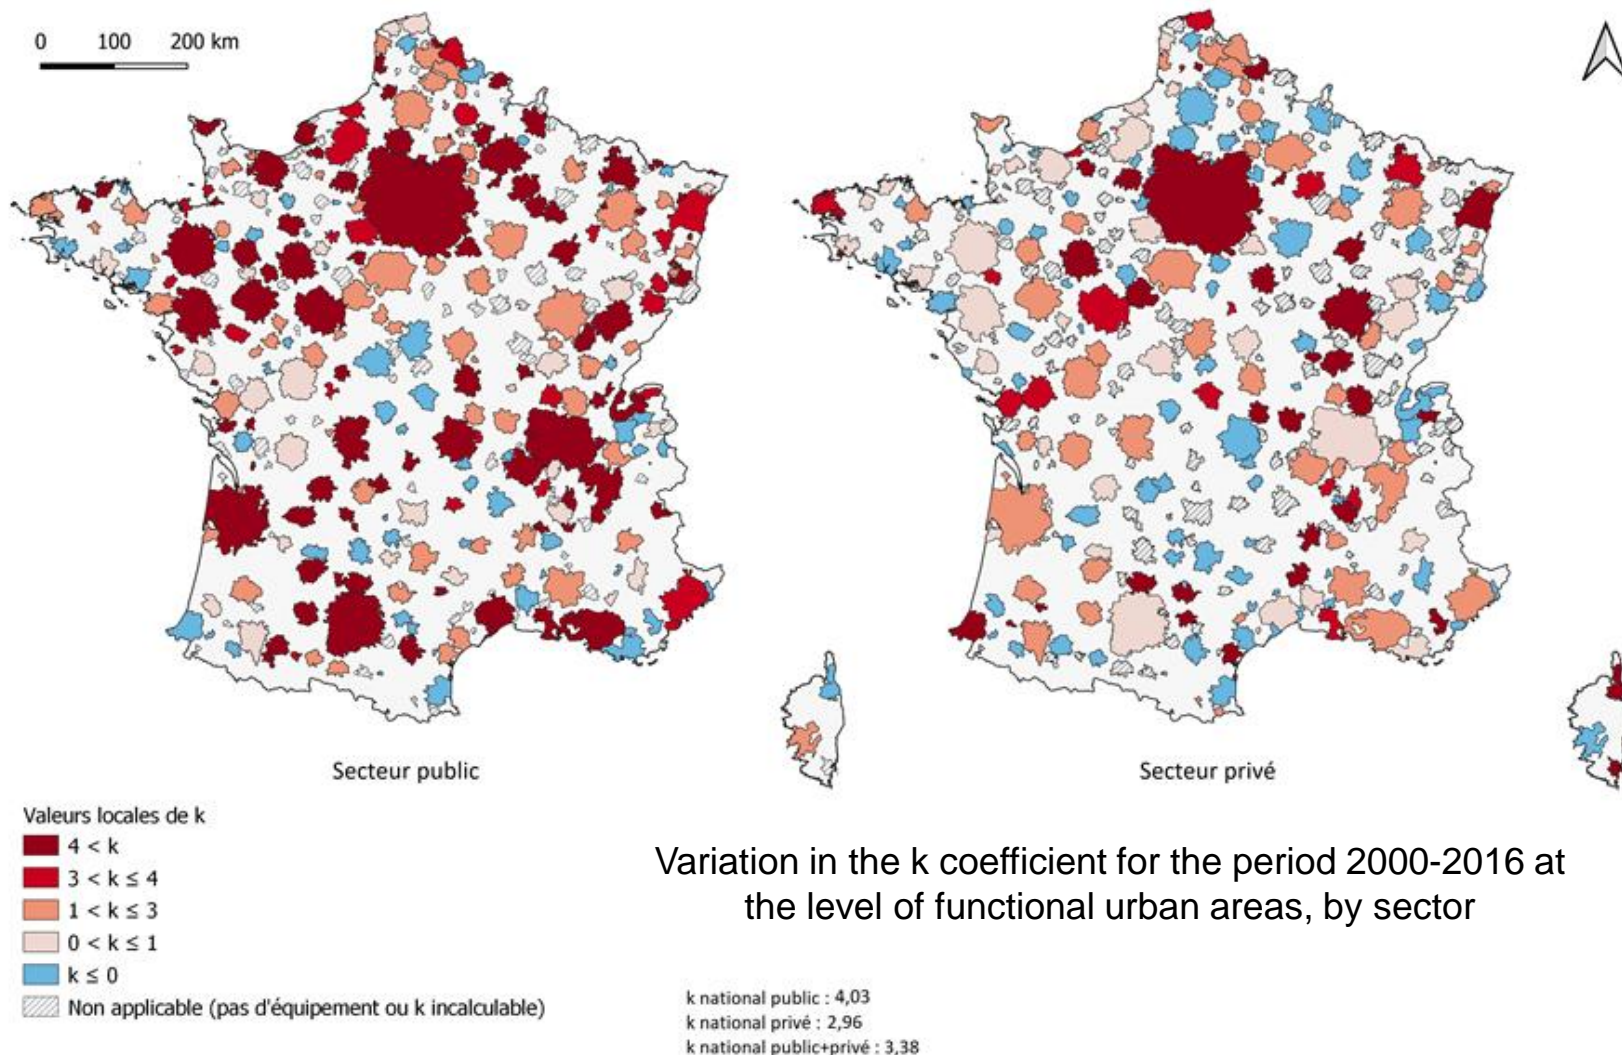 0 100 200 km
Secteur public
Secteur privé
Valeurs locales de k
4 < k
3 < k ≤ 4
1 < k ≤ 3
0 < k ≤ 1
k ≤ 0
Non applicable (pas d'équipement ou k incalculable)
Variation in the k coefficient for the period 2000-2016 at
the level of functional urban areas, by sector
k national public : 4,03
k national privé : 2,96
k national public+privé : 3,38